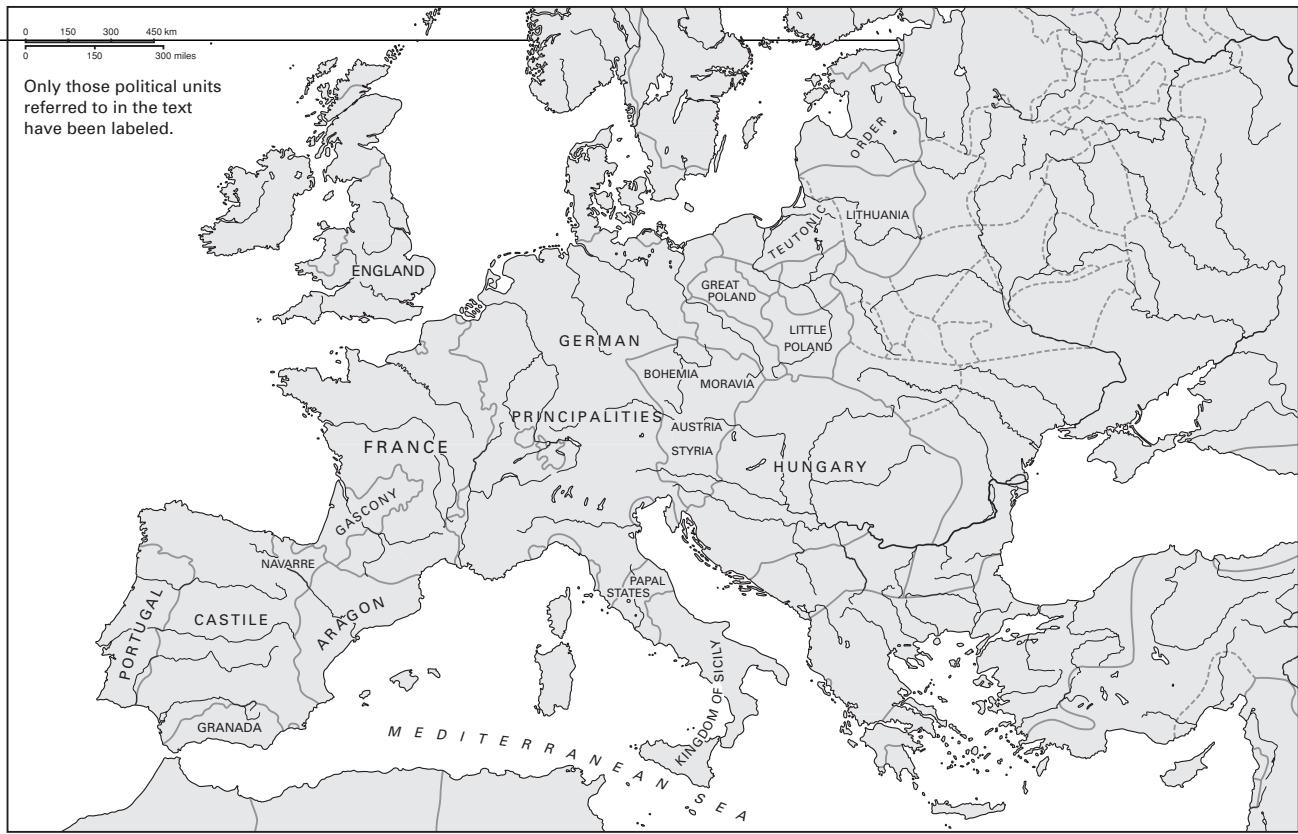 0 150 300 450 km
0 150 300 miles
Only those political units
referred to in the text
have been labeled.
ORDER
TEUTONIC
LITHUANIA
ENGLAND
GREAT
POLAND
LITTLE
POLAND
GERMAN
BOHEMIA
MORAVIA
PRINCIPALITIES
AUSTRIA
STYRIA
FRANCE
HUNGARY
GASCONY
NAVARRE
PAPAL
STATES
PORTUGAL
CASTILE
ARAGON
KINGDOM OF SICILY
GRANADA
MEDITERRANEAN SEA